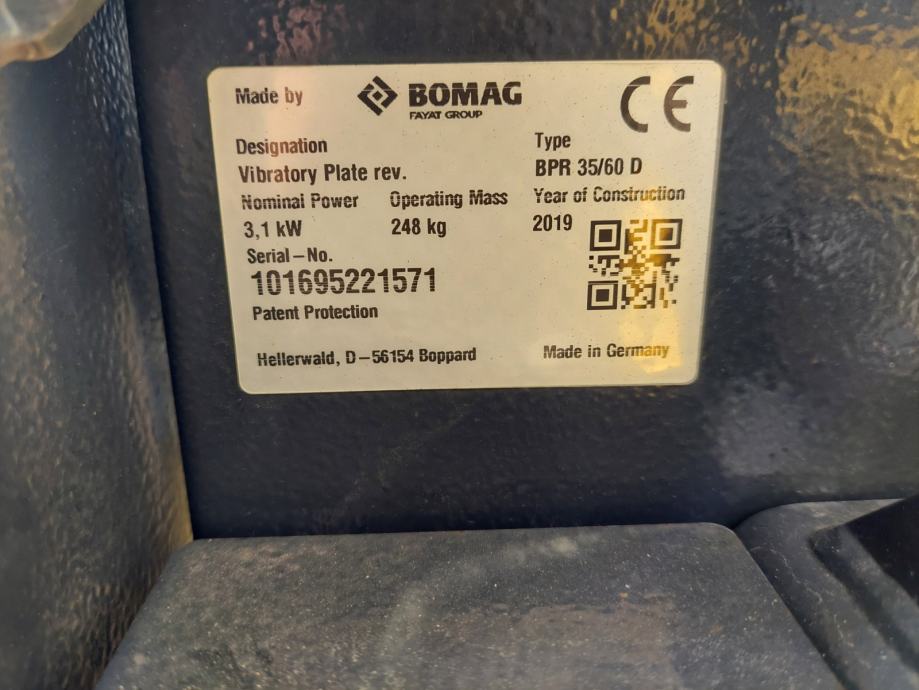 Made by BOMAG CE
FAYAT GROUP
Designation Type
Vibratory Plate rev. BPR 35/60 D
Nominal Power Operating Mass Year of Construction
3,1 kW 248 kg 2019
Serial-No.
101695221571
Patent Protection
Hellerwald, D-56154 Boppard Made in Germany